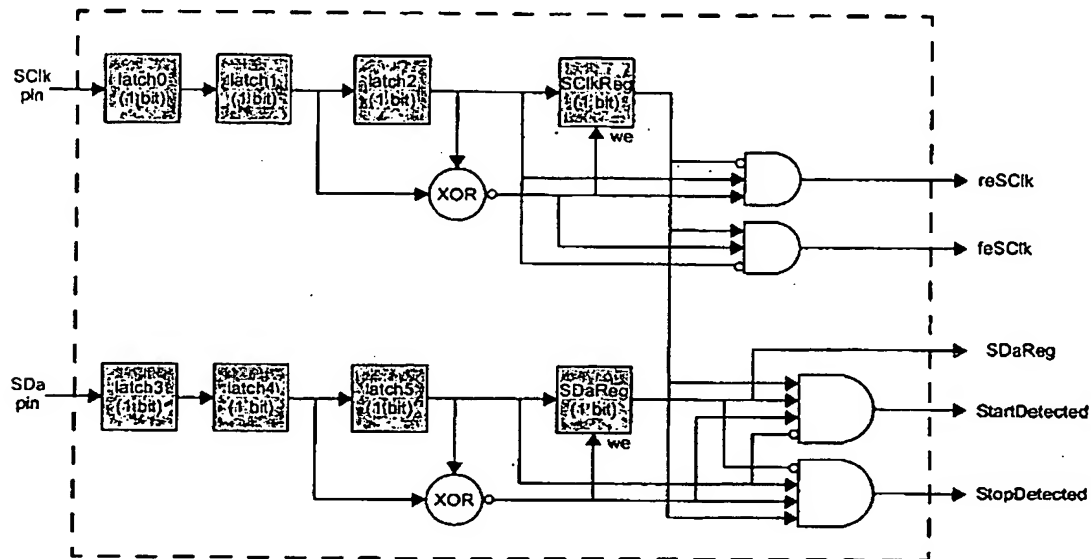 SClk
pin
latch0
(1 bit)
latch1
(1 bit)
latch2
(1 bit)
SClkReg
(1 bit)
we
XOR
reSClk
feSClk
SDa
pin
latch3
(1 bit)
latch4
(1 bit)
latch5
(1 bit)
SDaReg
(1 bit)
we
XOR
SDaReg
StartDetected
StopDetected